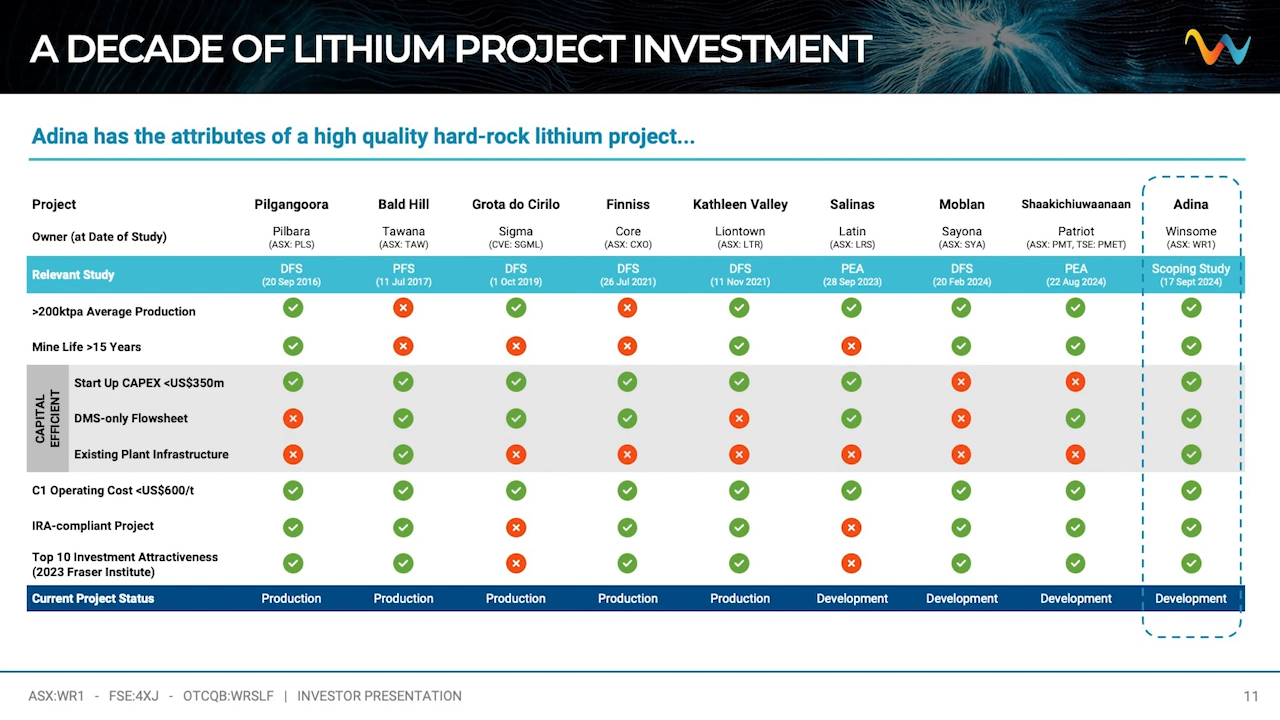 A DECADE OF LITHIUM PROJECT INVESTMENT
Adina has the attributes of a high quality hard-rock lithium project...
Project Pilgangoora Bald Hill Grota do Cirilo Finniss Kathleen Valley Salinas Moblan Shaakichiuwaanaan Adina
Owner (at Date of Study) Pilbara Tawana Sigma Core Liontown Latin Sayona Patriot Winsome
(ASX: PLS) (ASX: TAW) (CVE: SGML) (ASX: CXO) (ASX: LTR) (ASX: LRS) (ASX: SYA) (ASX: PMT, TSE: PMET) (ASX: WR1)
Relevant Study DFS PFS DFS DFS DFS PEA DFS PEA Scoping Study
(20 Sep 2016) (11 Jul 2017) (1 Oct 2019) (26 Jul 2021) (11 Nov 2021) (28 Sep 2023) (20 Feb 2024) (22 Aug 2024) (17 Sept 2024)
>200ktpa Average Production
Mine Life >15 Years
CAPITAL
EFFICIENT
Start Up CAPEX <US$350m
DMS-only Flowsheet
Existing Plant Infrastructure
C1 Operating Cost <US$600/t
IRA-compliant Project
Top 10 Investment Attractiveness
(2023 Fraser Institute)
Current Project Status Production Production Production Production Production Development Development Development Development
ASX:WR1 - FSE:4XJ - OTCQB:WRSLF | INVESTOR PRESENTATION 11